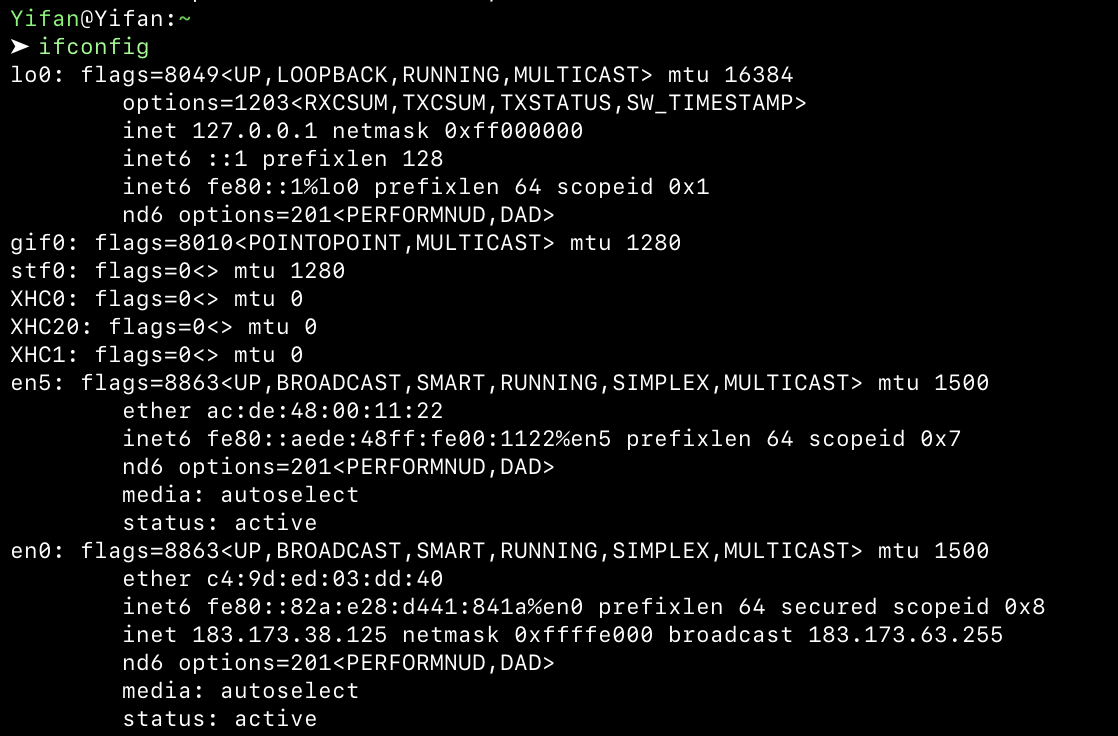 Yifan@Yifan:~
➤ ifconfig
lo0: flags=8049<UP,LOOPBACK,RUNNING,MULTICAST> mtu 16384
        options=1203<RXCSUM,TXCSUM,TXSTATUS,SW_TIMESTAMP>
        inet 127.0.0.1 netmask 0xff000000
        inet6 ::1 prefixlen 128
        inet6 fe80::1%lo0 prefixlen 64 scopeid 0x1
        nd6 options=201<PERFORMNUD,DAD>
gif0: flags=8010<POINTOPOINT,MULTICAST> mtu 1280
stf0: flags=0<> mtu 1280
XHC0: flags=0<> mtu 0
XHC20: flags=0<> mtu 0
XHC1: flags=0<> mtu 0
en5: flags=8863<UP,BROADCAST,SMART,RUNNING,SIMPLEX,MULTICAST> mtu 1500
        ether ac:de:48:00:11:22
        inet6 fe80::aede:48ff:fe00:1122%en5 prefixlen 64 scopeid 0x7
        nd6 options=201<PERFORMNUD,DAD>
        media: autoselect
        status: active
en0: flags=8863<UP,BROADCAST,SMART,RUNNING,SIMPLEX,MULTICAST> mtu 1500
        ether c4:9d:ed:03:dd:40
        inet6 fe80::82a:e28:d441:841a%en0 prefixlen 64 secured scopeid 0x8
        inet 183.173.38.125 netmask 0xffffe000 broadcast 183.173.63.255
        nd6 options=201<PERFORMNUD,DAD>
        media: autoselect
        status: active